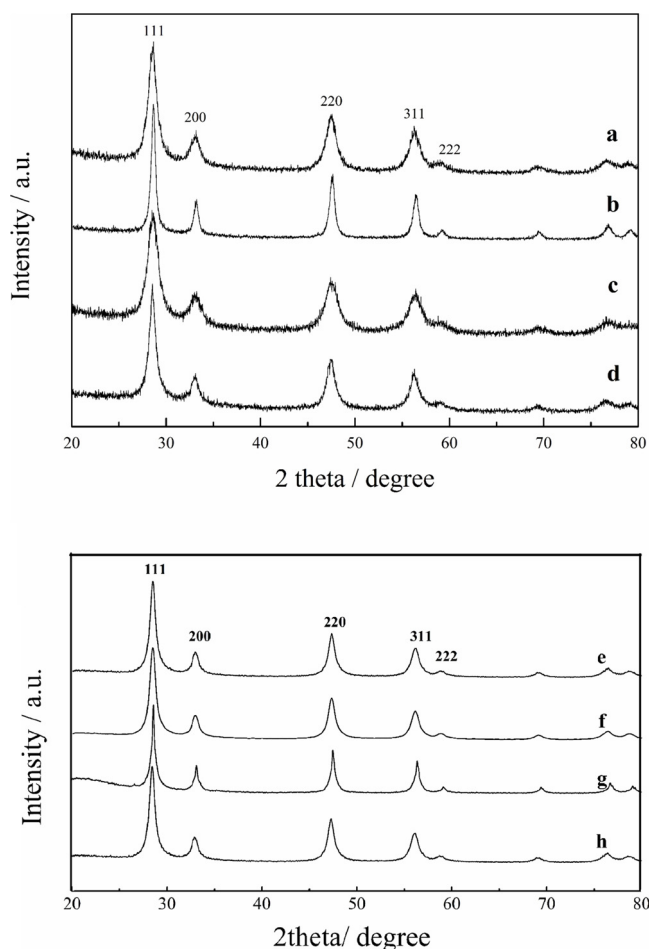 111
200
220
311
222
a
b
c
d
Intensity / a.u.
20 30 40 50 60 70 80
2 theta / degree
111
200
220
311
222
e
f
g
h
Intensity / a.u.
20 30 40 50 60 70 80
2theta/ degree